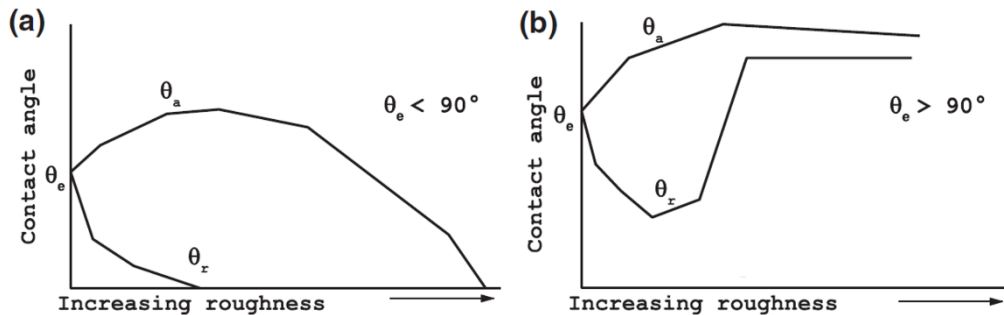 (a)
Contact angle
θₑ
θₐ
θᵣ
θₑ < 90°
Increasing roughness
(b)
Contact angle
θₑ
θₐ
θᵣ
θₑ > 90°
Increasing roughness